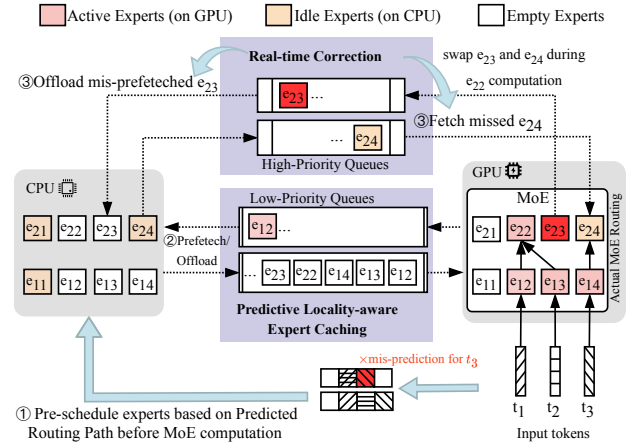 Active Experts (on GPU)
Idle Experts (on CPU)
Empty Experts
Real-time Correction
swap e23 and e24 during
e22 computation
③Offload mis-prefeteched e23
e23 ...
③Fetch missed e24
... e24
High-Priority Queues
CPU
GPU
MoE
Low-Priority Queues
e12 ...
e21 e22 e23 e24
②Prefetech/
Offload
e21 e22 e23 e24
Actual MoE Routing
... e23 e22 e14 e13 e12
e11 e12 e13 e14
e11 e12 e13 e14
Predictive Locality-aware
Expert Caching
×mis-prediction for t3
① Pre-schedule experts based on Predicted
Routing Path before MoE computation
t1 t2 t3
Input tokens